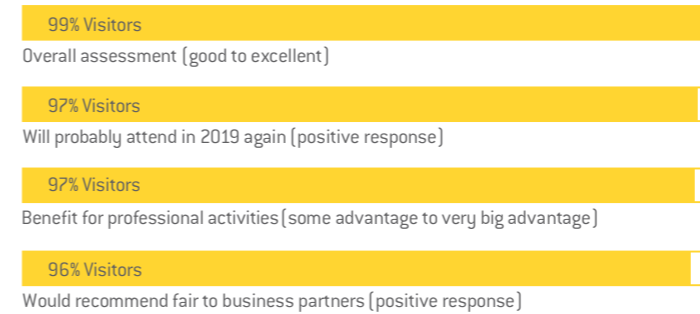 99% Visitors
Overall assessment (good to excellent)
97% Visitors
Will probably attend in 2019 again (positive response)
97% Visitors
Benefit for professional activities (some advantage to very big advantage)
96% Visitors
Would recommend fair to business partners (positive response)